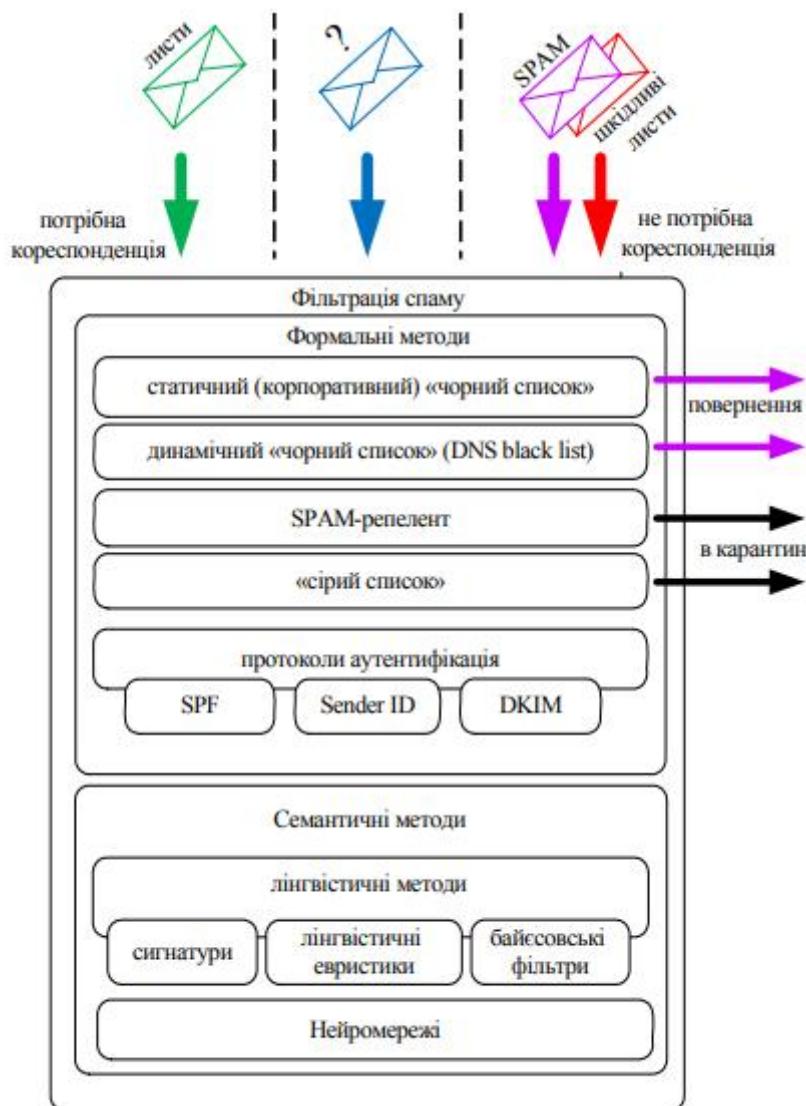 листи
?
SPAM
шкідливі
листи
потрібна
кореспонденція
не потрібна
кореспонденція
Фільтрація спаму
Формальні методи
статичний (корпоративний) «чорний список»
повернення
динамічний «чорний список» (DNS black list)
SPAM-репелент
в карантин
«сірий список»
протоколи аутентифікація
SPF
Sender ID
DKIM
Семантичні методи
лінгвістичні методи
сигнатури
лінгвістичні
евристики
байєсовські
фільтри
Нейромережі